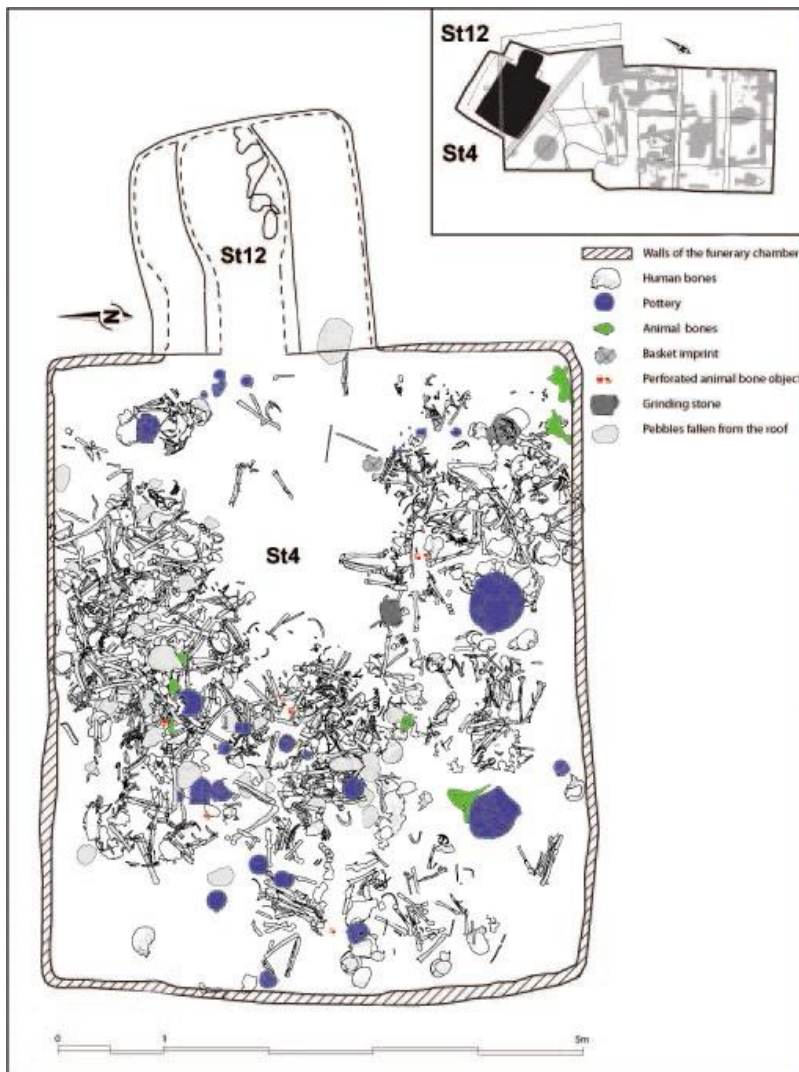 St12
St4
St12
N
Walls of the funerary chamber
Human bones
Pottery
Animal bones
Basket imprint
Perforated animal bone object
Grinding stone
Pebbles fallen from the roof
St4
0 1 5m